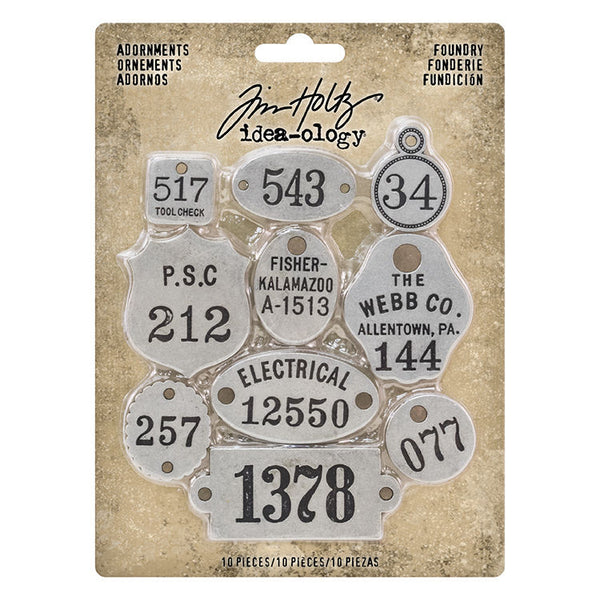 ADORNMENTS
ORNEMENTS
ADORNOS
FOUNDRY
FONDERIE
FUNDICIÓN
Tim Holtz
idea-ology
517
TOOL CHECK
543
34
P.S.C
212
FISHER-
KALAMAZOO
A-1513
THE
WEBB CO.
ALLENTOWN, PA.
144
ELECTRICAL
12550
257
077
1378
10 PIECES/10 PIÈCES/10 PIEZAS